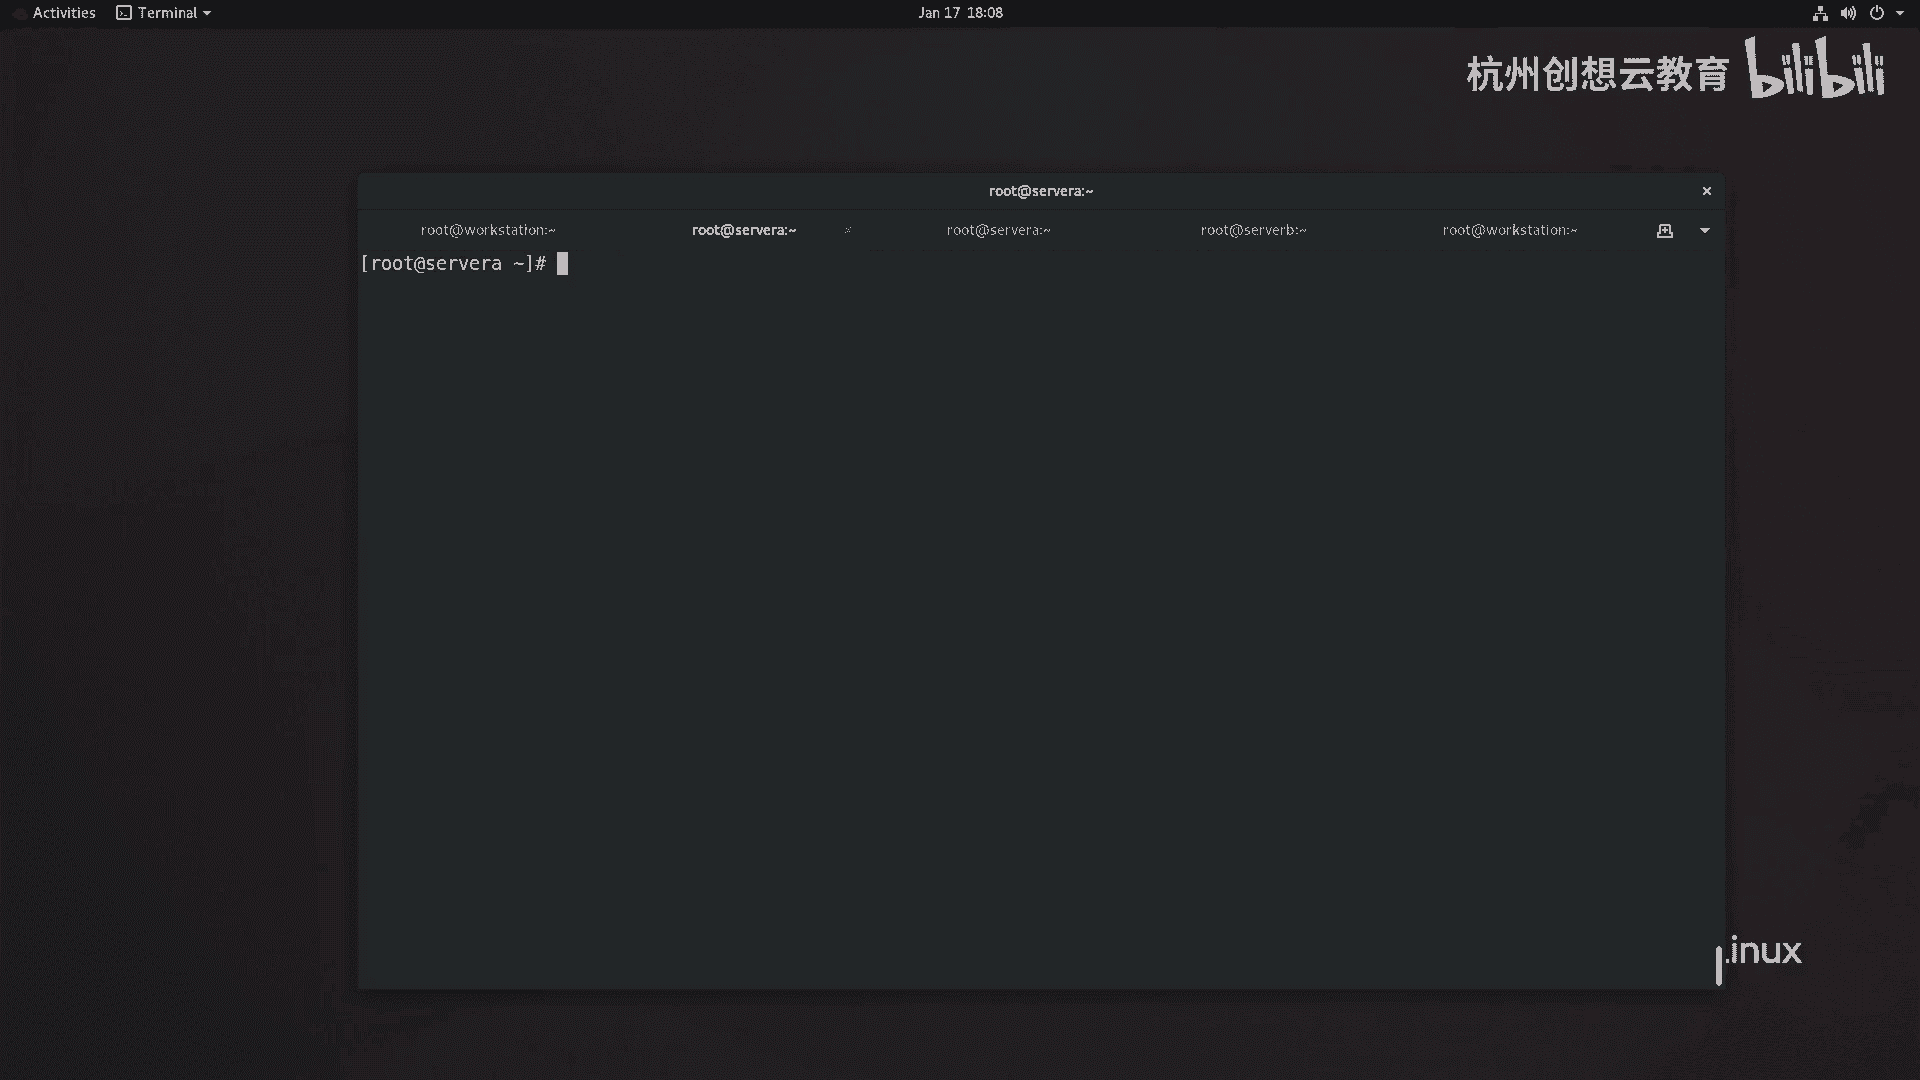 Activities Terminal Jan 17 18:08
杭州创想云教育 bilibili
root@servera:~
root@workstation:~ root@servera:~ root@servera:~ root@serverb:~ root@workstation:~
[root@servera ~]#
.inux